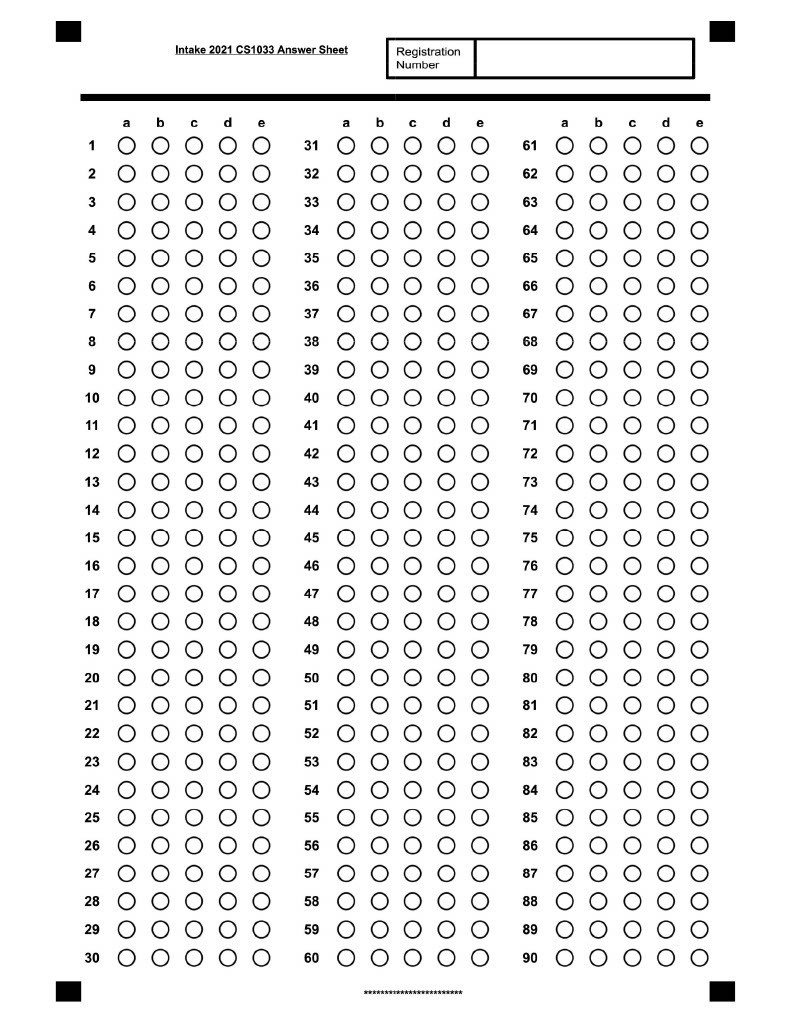 Intake 2021 CS1033 Answer Sheet
Registration
Number
a b c d e a b c d e a b c d e
1 31 61
2 32 62
3 33 63
4 34 64
5 35 65
6 36 66
7 37 67
8 38 68
9 39 69
10 40 70
11 41 71
12 42 72
13 43 73
14 44 74
15 45 75
16 46 76
17 47 77
18 48 78
19 49 79
20 50 80
21 51 81
22 52 82
23 53 83
24 54 84
25 55 85
26 56 86
27 57 87
28 58 88
29 59 89
30 60 90
************************